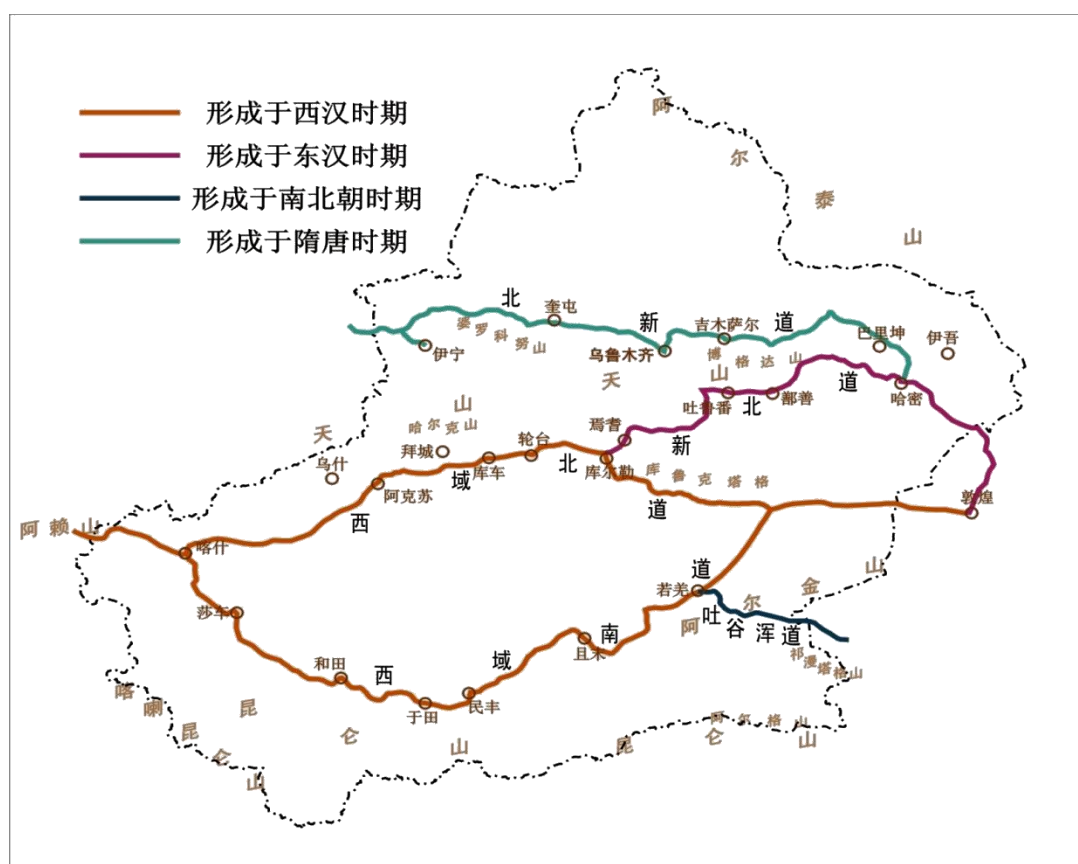 形成于西汉时期
形成于东汉时期
形成于南北朝时期
形成于隋唐时期
阿尔泰山
北新道
奎屯
婆罗科努山
伊宁
乌鲁木齐
吉木萨尔
博格达山
巴里坤
伊吾
哈密
天山
天山
吐鲁番
鄯善
新北道
焉耆
哈尔克山
拜城
轮台
库车
库尔勒
库鲁克塔格
乌什
阿克苏
西域北道
敦煌
阿赖山
喀什
莎车
和田
于田
民丰
且末
若羌
西域南道
吐谷浑道
阿尔金山
祁漫塔格山
阿尔格山
喀喇昆仑山
昆仑山
昆仑山